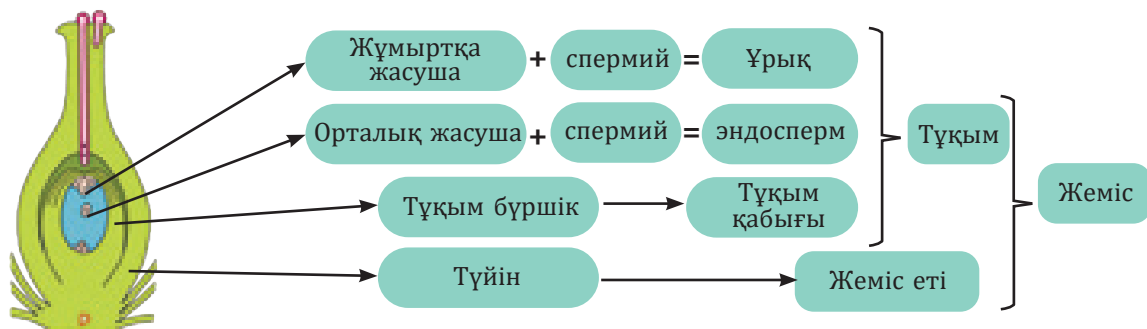 Жұмыртқа
жасуша
+ спермий = Ұрық
Орталық жасуша + спермий = эндосперм
Тұқым
Тұқым бүршік
Тұқым
қабығы
Жеміс
Түйін
Жеміс еті